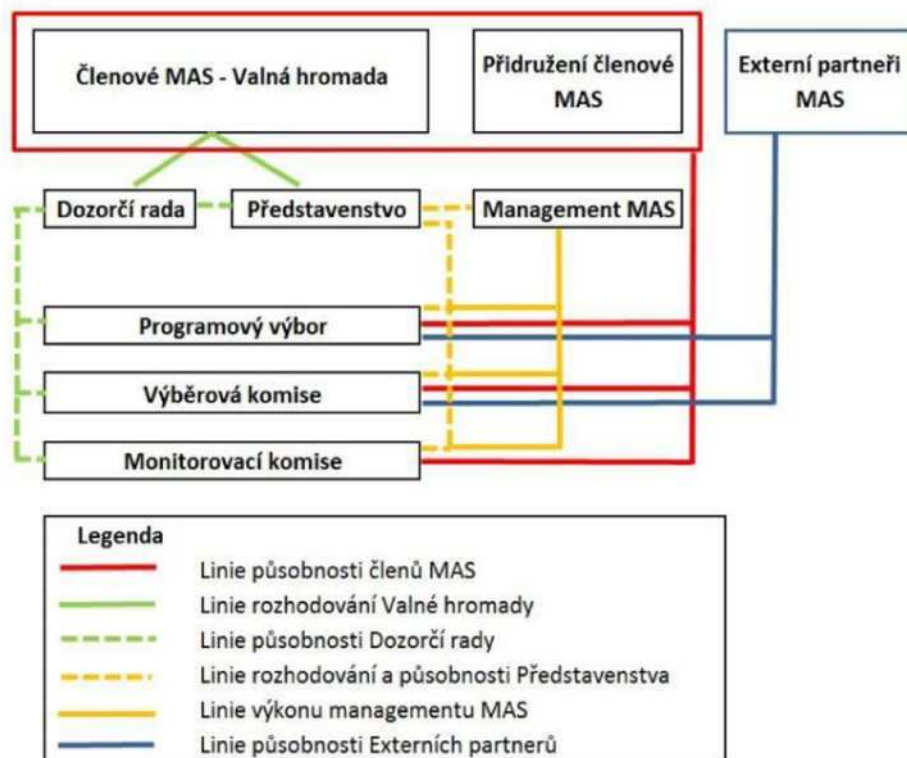 Členové MAS - Valná hromada
Přidružení členové
MAS
Externí partneři
MAS
Dozorčí rada
Představenstvo
Management MAS
Programový výbor
Výběrová komise
Monitorovací komise
Legenda
Linie působnosti členů MAS
Linie rozhodování Valné hromady
Linie působnosti Dozorčí rady
Linie rozhodování a působnosti Představenstva
Linie výkonu managementu MAS
Linie působnosti Externích partnerů